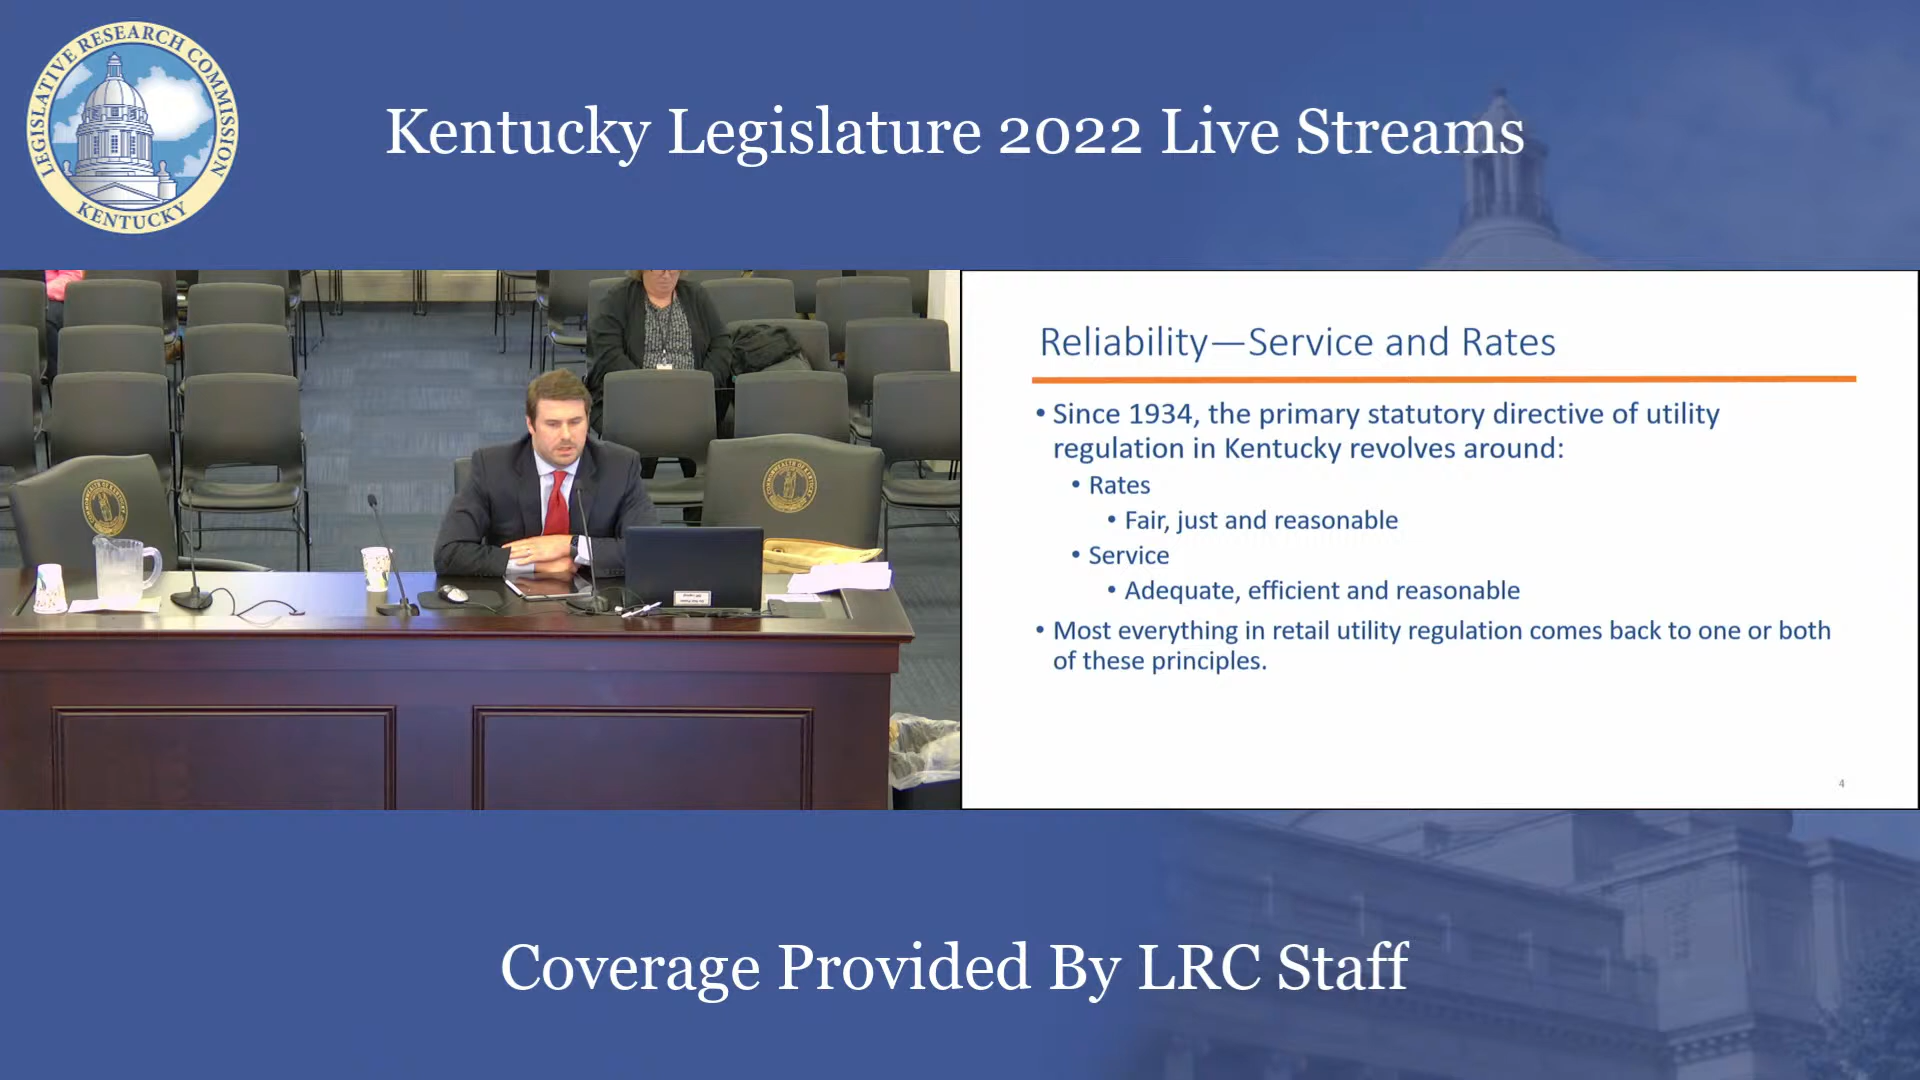 LEGISLATIVE RESEARCH COMMISSION
KENTUCKY
Kentucky Legislature 2022 Live Streams
Reliability—Service and Rates
• Since 1934, the primary statutory directive of utility
regulation in Kentucky revolves around:
• Rates
• Fair, just and reasonable
• Service
• Adequate, efficient and reasonable
• Most everything in retail utility regulation comes back to one or both
of these principles.
4
Coverage Provided By LRC Staff